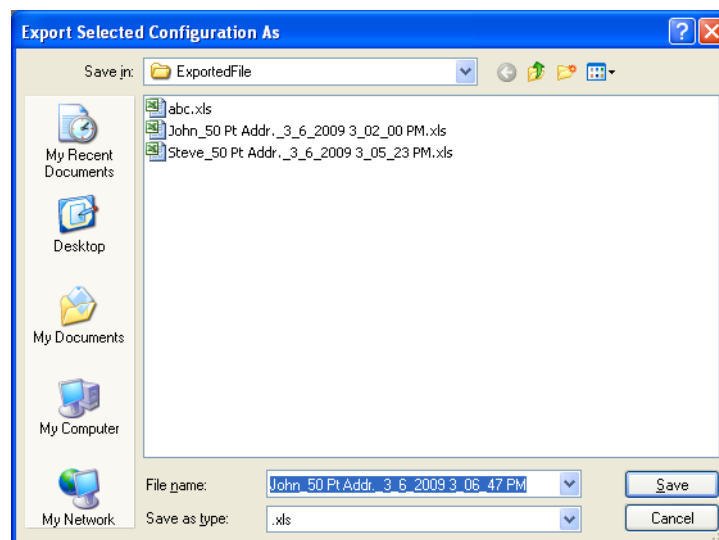 Export Selected Configuration As
Save in: ExportedFile
abc.xls
John_50 Pt Addr._3_6_2009 3_02_00 PM.xls
Steve_50 Pt Addr._3_6_2009 3_05_23 PM.xls
My Recent
Documents
Desktop
My Documents
My Computer
My Network
File name: John_50 Pt Addr._3_6_2009 3_06_47 PM Save
Save as type: .xls Cancel